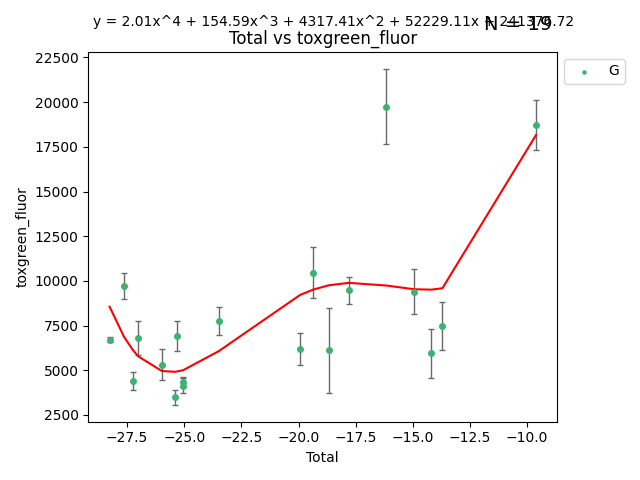 y = 2.01x^4 + 154.59x^3 + 4317.41x^2 + 52229.11x +
N = 19
Total vs toxgreen_fluor
G
22500
20000
17500
15000
12500
10000
7500
5000
2500
toxgreen_fluor
−27.5 −25.0 −22.5 −20.0 −17.5 −15.0 −12.5 −10.0
Total